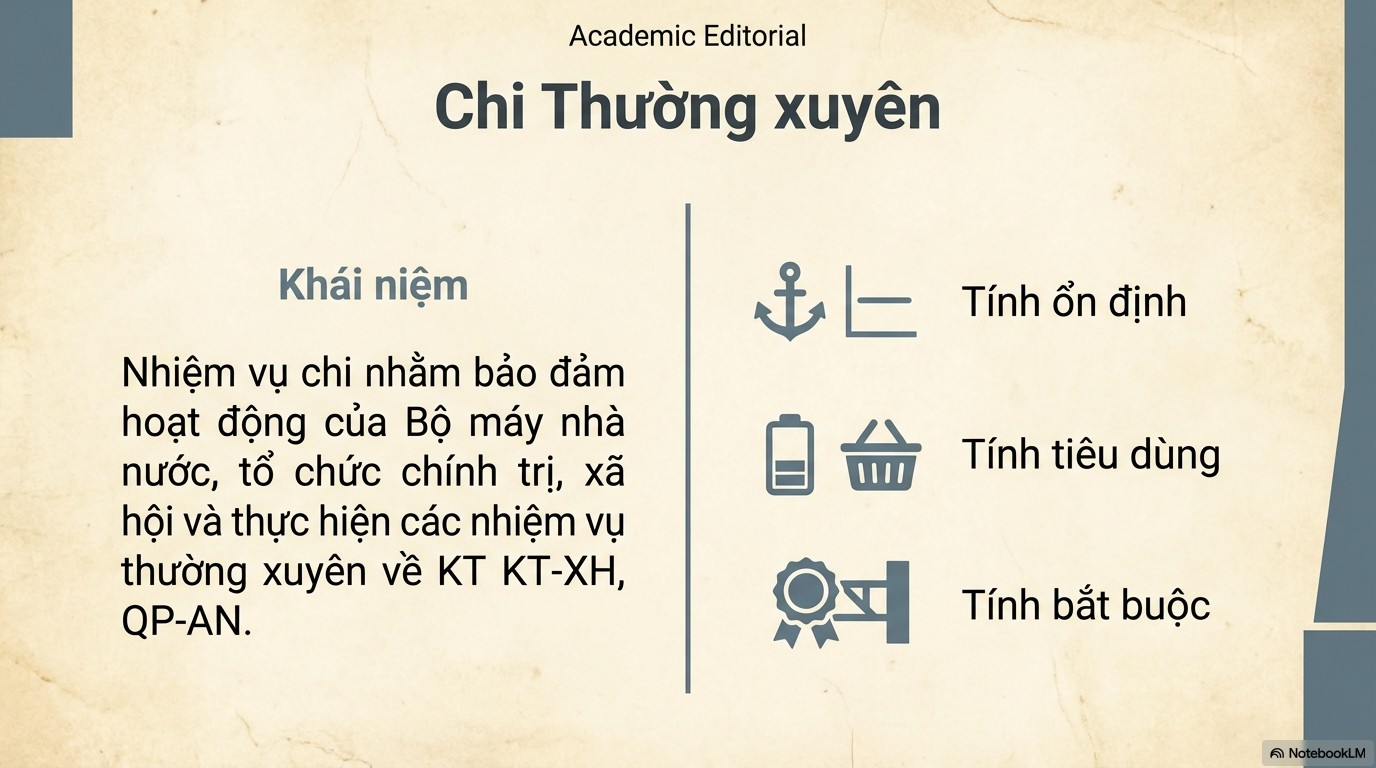 Academic Editorial
Chi Thường xuyên
Khái niệm
Nhiệm vụ chi nhằm bảo đảm
hoạt động của Bộ máy nhà
nước, tổ chức chính trị, xã
hội và thực hiện các nhiệm vụ
thường xuyên về KT KT-XH,
QP-AN.
Tính ổn định
Tính tiêu dùng
Tính bắt buộc
NotebookLM